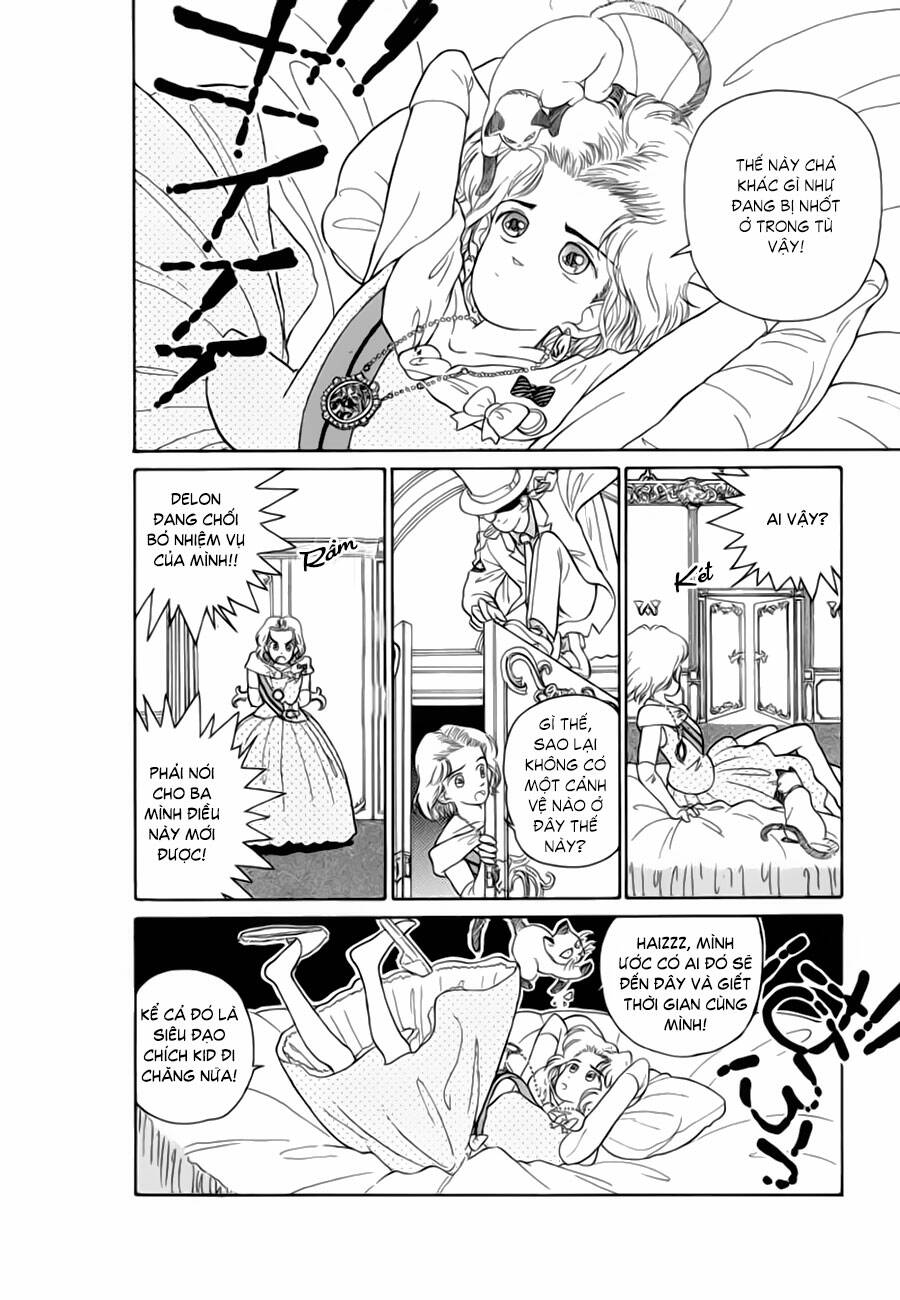 THẾ NÀY CHẢ
KHÁC GÌ NHƯ
ĐANG BỊ NHỐT
Ở TRONG TÙ
VẬY!
AI VẬY?
Két
GÌ THẾ,
SAO LẠI
KHÔNG CÓ
MỘT CẢNH
VỆ NÀO Ở
ĐÂY THẾ
NÀY?
DELON
ĐANG CHỐI
BỎ NHIỆM VỤ
CỦA MÌNH!!
Rầm
PHẢI NÓI
CHO BA
MÌNH ĐIỀU
NÀY MỚI
ĐƯỢC!
HAIZZZ, MÌNH
ƯỚC CÓ AI ĐÓ SẼ
ĐẾN ĐÂY VÀ GIẾT
THỜI GIAN CÙNG
MÌNH!
KỂ CẢ ĐÓ LÀ
SIÊU ĐẠO
CHÍCH KID ĐI
CHĂNG NỮA!